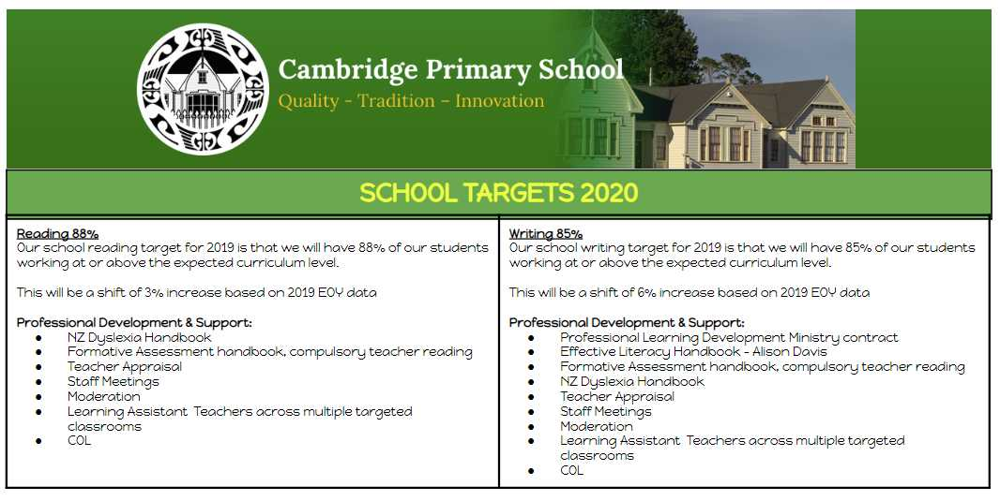 Cambridge Primary School
Quality - Tradition – Innovation
SCHOOL TARGETS 2020
Reading 88%
Our school reading target for 2019 is that we will have 88% of our students
working at or above the expected curriculum level.
This will be a shift of 3% increase based on 2019 EOY data
Professional Development & Support:
● NZ Dyslexia Handbook
● Formative Assessment handbook, compulsory teacher reading
● Teacher Appraisal
● Staff Meetings
● Moderation
● Learning Assistant Teachers across multiple targeted
classrooms
● COL
Writing 85%
Our school writing target for 2019 is that we will have 85% of our students
working at or above the expected curriculum level.
This will be a shift of 6% increase based on 2019 EOY data
Professional Development & Support:
● Professional Learning Development Ministry contract
● Effective Literacy Handbook - Alison Davis
● Formative Assessment handbook, compulsory teacher reading
● NZ Dyslexia Handbook
● Teacher Appraisal
● Staff Meetings
● Moderation
● Learning Assistant Teachers across multiple targeted
classrooms
● COL